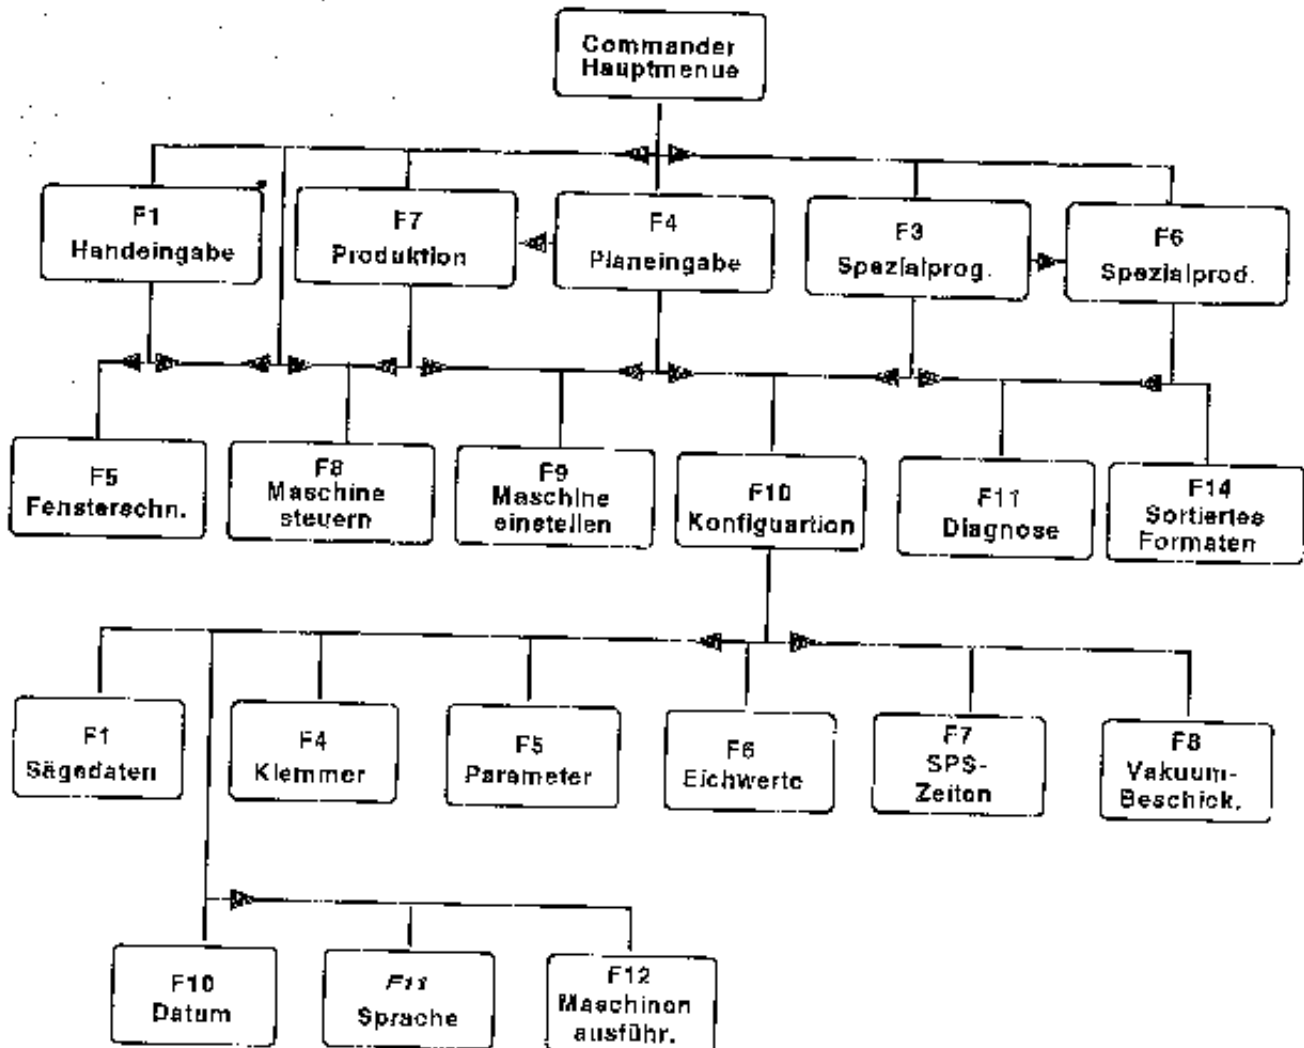 Commander
Hauptmenue
F1
Handeingabe
F7
Produktion
F4
Planeingabe
F3
Spezialprog.
F6
Spezialprod.
F5
Fensterschn.
F8
Maschine
steuern
F9
Maschine
einstellen
F10
Konfiguartion
F11
Diagnose
F14
Sortiertes
Formaten
F1
Sägedaten
F4
Klemmer
F5
Parameter
F6
Eichwerte
F7
SPS-
Zeiten
F8
Vakuum-
Beschick.
F10
Datum
F11
Sprache
F12
Maschinen
ausführ.